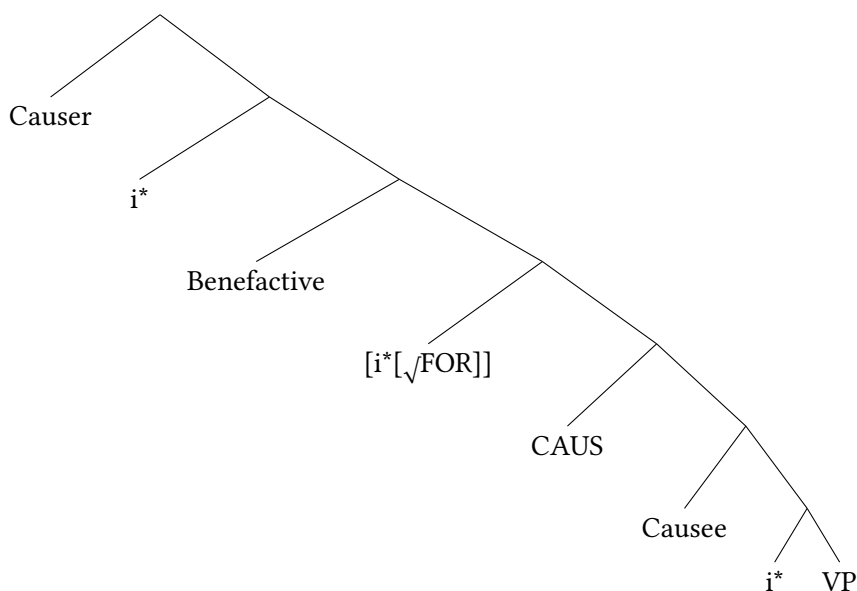 Causer
i*
Benefactive
[i*[√FOR]]
CAUS
Causee
i* VP